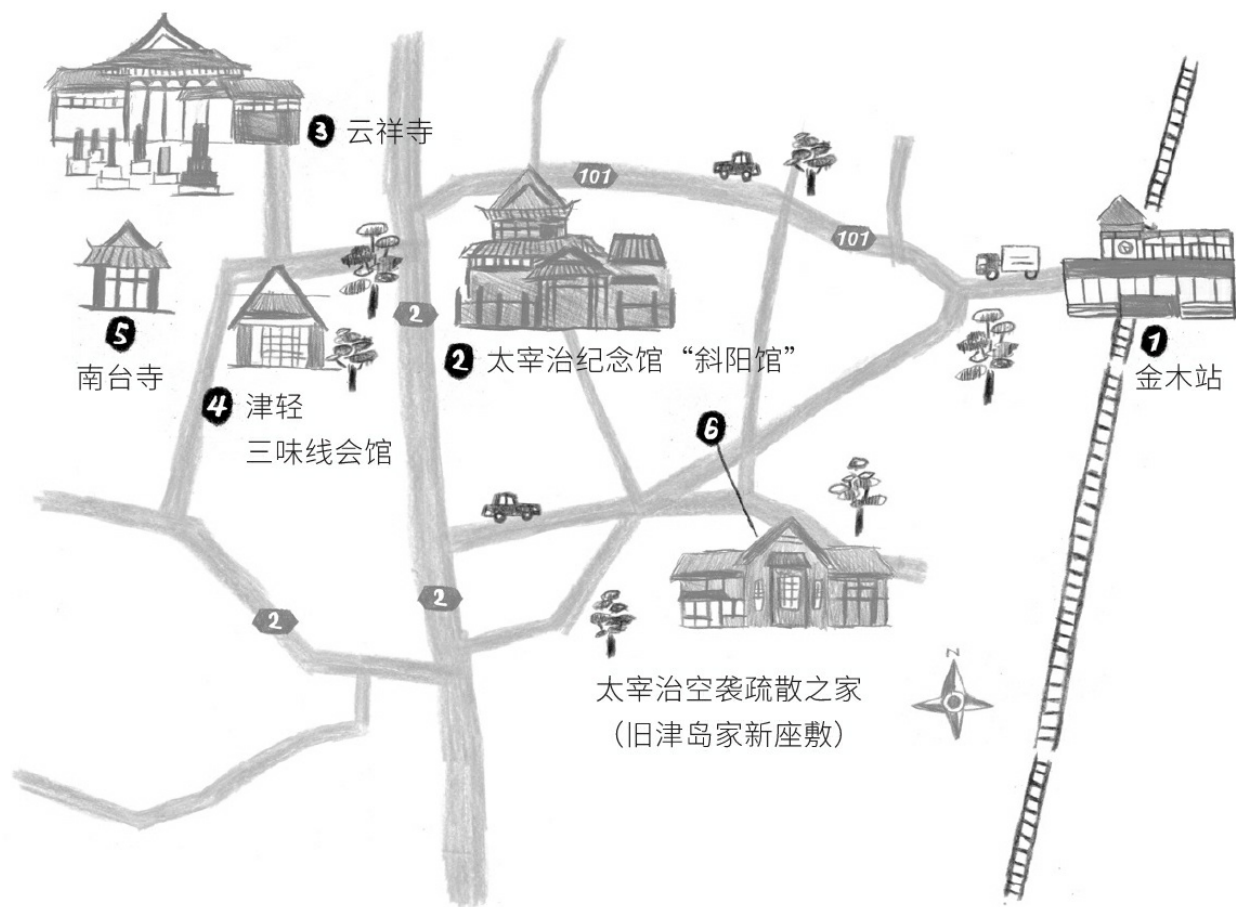 3 云祥寺
101
101
2
5
南台寺
2 太宰治纪念馆“斜阳馆”
1
金木站
4 津轻
三味线会馆
6
2
2
N
太宰治空袭疏散之家
（旧津岛家新座敷）